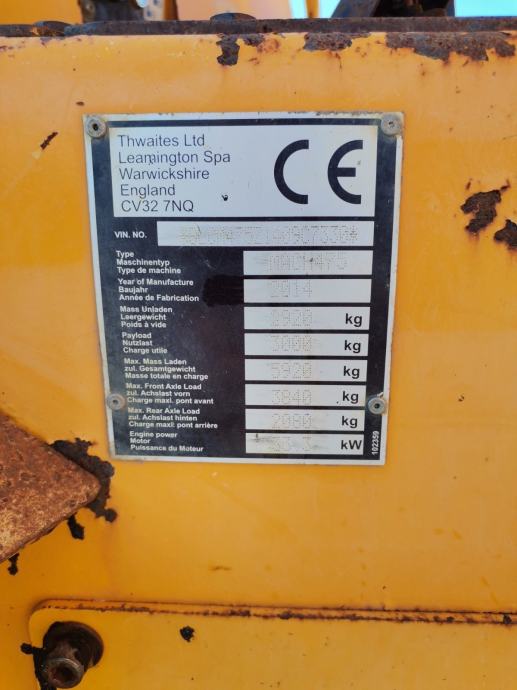 Thwaites Ltd
Leamington Spa
Warwickshire
England
CV32 7NQ
CE
VIN. NO.
Type
Maschinentyp
Type de machine
Year of Manufacture
Baujahr
Année de Fabrication
2014
Mass Unladen
Leergewicht
Poids à vide
2920 kg
Payload
Nutzlast
Charge utile
3000 kg
Max. Mass Laden
zul. Gesamtgewicht
Masse totale en charge
5920 kg
Max. Front Axle Load
zul. Achslast vorn
Charge maxi. pont avant
3840 kg
Max. Rear Axle Load
zul. Achslast hinten
Charge maxi. pont arrière
2080 kg
Engine power
Motor
Puissance du Moteur
kW
102359